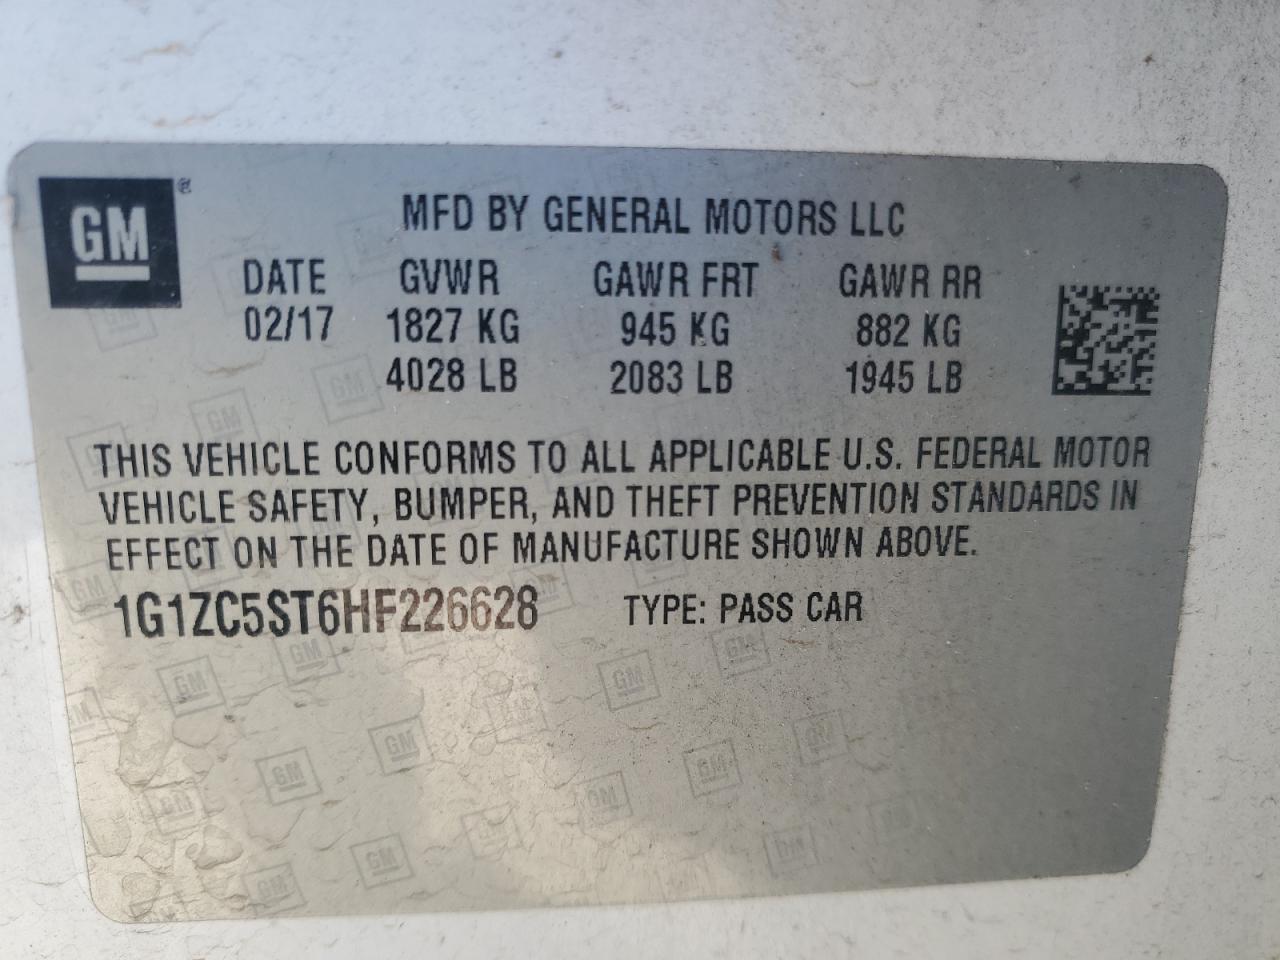 GM ®
MFD BY GENERAL MOTORS LLC
DATE GVWR GAWR FRT GAWR RR
02/17 1827 KG 945 KG 882 KG
4028 LB 2083 LB 1945 LB
THIS VEHICLE CONFORMS TO ALL APPLICABLE U.S. FEDERAL MOTOR
VEHICLE SAFETY, BUMPER, AND THEFT PREVENTION STANDARDS IN
EFFECT ON THE DATE OF MANUFACTURE SHOWN ABOVE.
1G1ZC5ST6HF226628 TYPE: PASS CAR